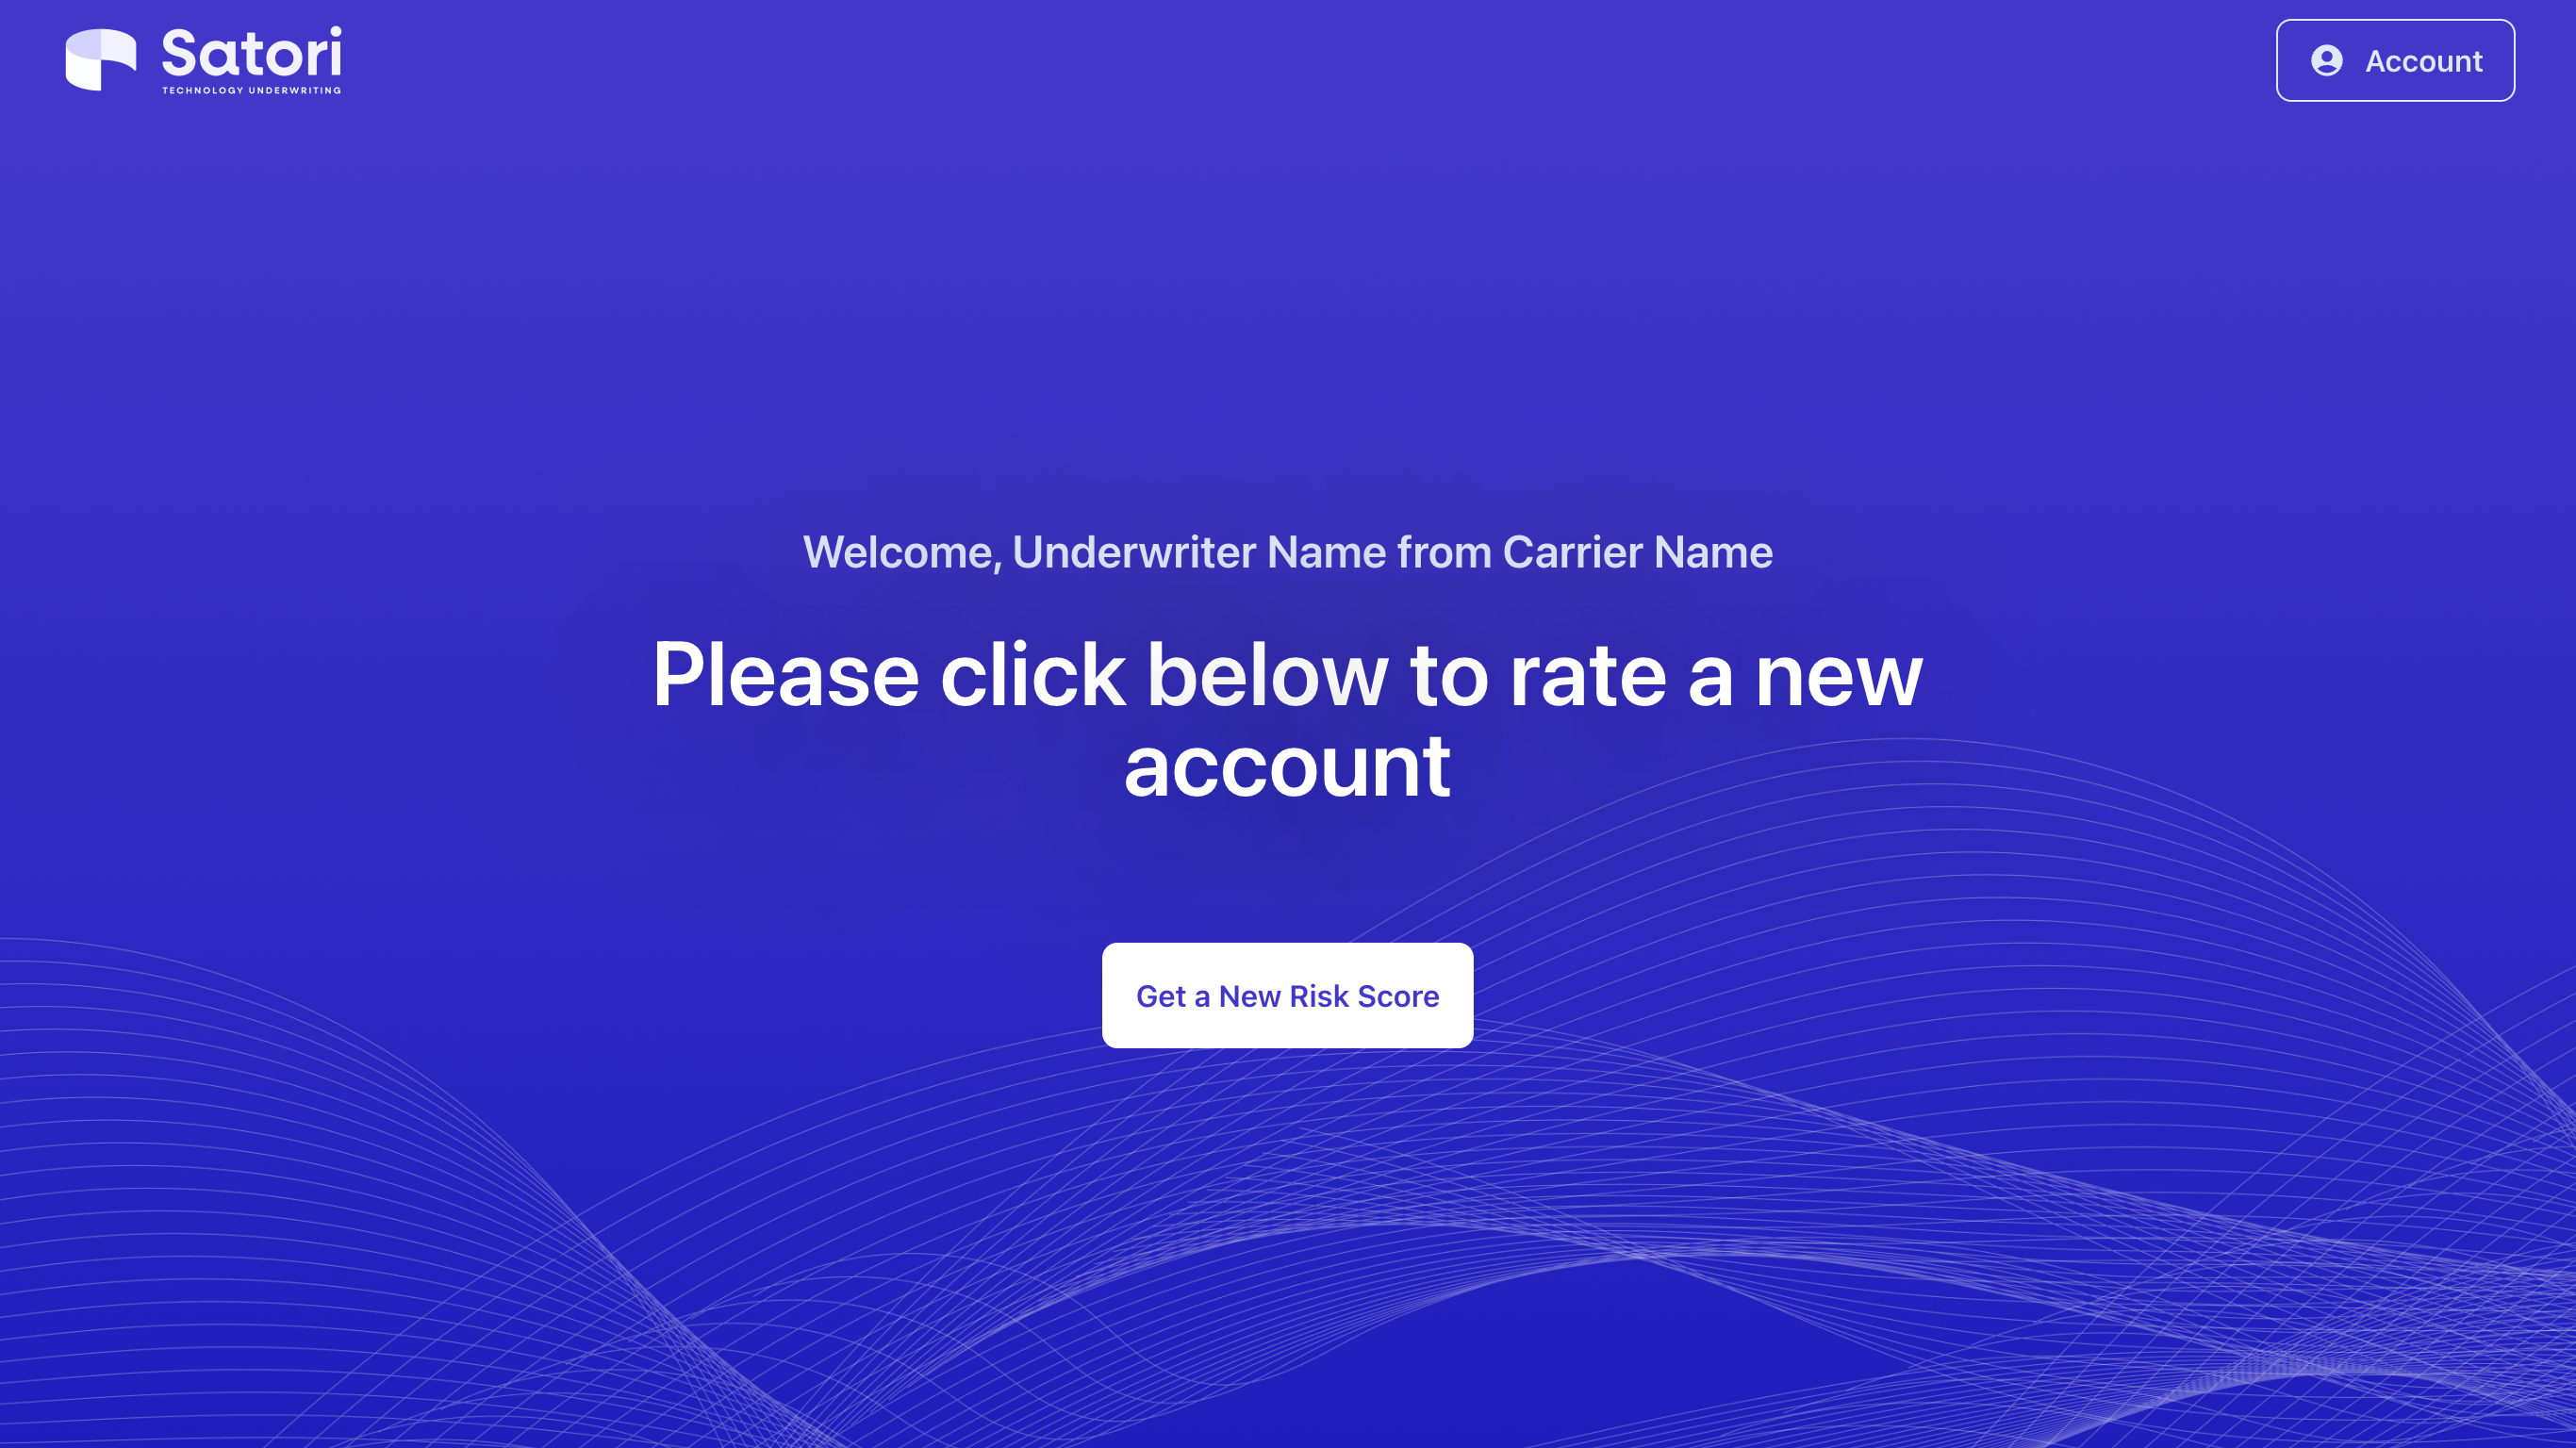 Satori
TECHNOLOGY UNDERWRITING
Account
Welcome, Underwriter Name from Carrier Name
Please click below to rate a new
account
Get a New Risk Score